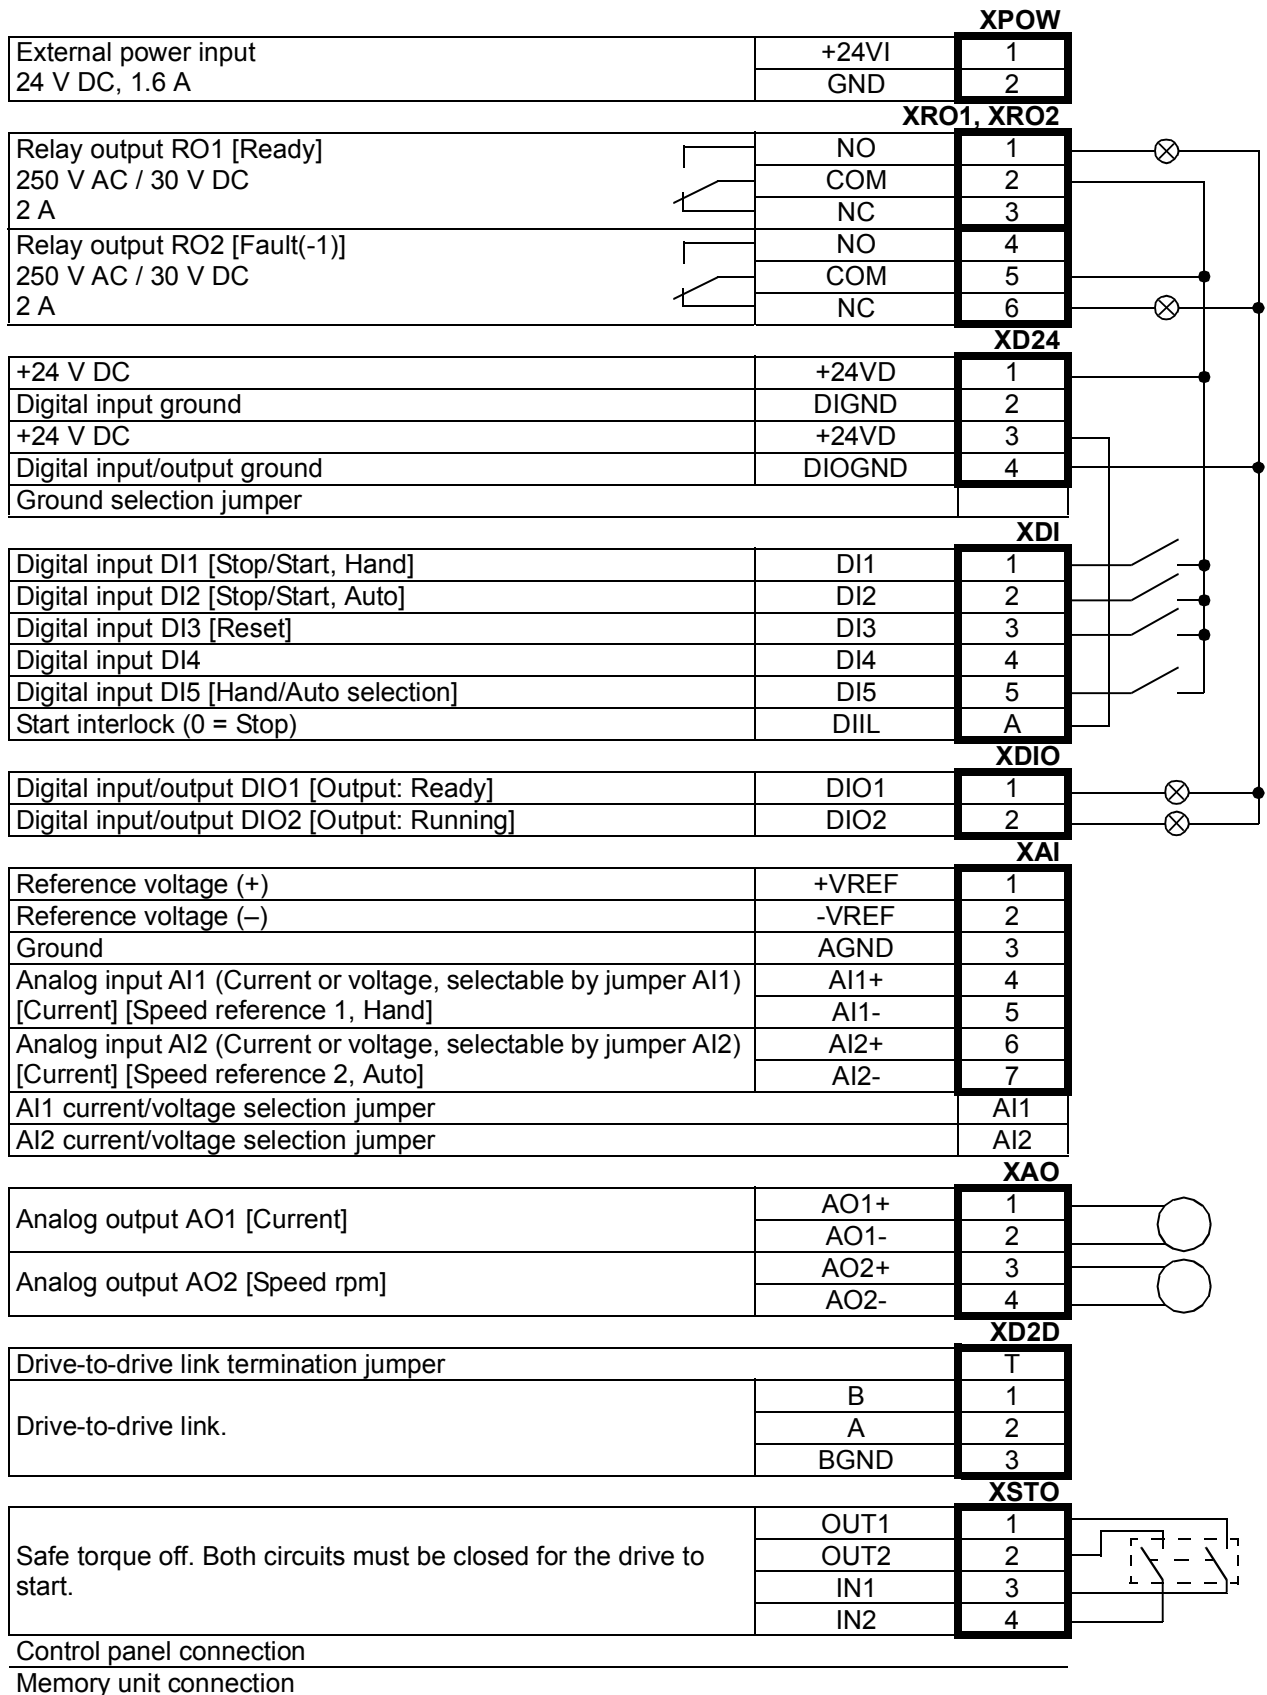 XPOW
External power input +24VI 1
24 V DC, 1.6 A GND 2
XRO1, XRO2
Relay output RO1 [Ready] NO 1
250 V AC / 30 V DC COM 2
2 A NC 3
Relay output RO2 [Fault(-1)] NO 4
250 V AC / 30 V DC COM 5
2 A NC 6
XD24
+24 V DC +24VD 1
Digital input ground DIGND 2
+24 V DC +24VD 3
Digital input/output ground DIOGND 4
Ground selection jumper
XDI
Digital input DI1 [Stop/Start, Hand] DI1 1
Digital input DI2 [Stop/Start, Auto] DI2 2
Digital input DI3 [Reset] DI3 3
Digital input DI4 DI4 4
Digital input DI5 [Hand/Auto selection] DI5 5
Start interlock (0 = Stop) DIIL A
XDIO
Digital input/output DIO1 [Output: Ready] DIO1 1
Digital input/output DIO2 [Output: Running] DIO2 2
XAI
Reference voltage (+) +VREF 1
Reference voltage (–) -VREF 2
Ground AGND 3
Analog input AI1 (Current or voltage, selectable by jumper AI1) AI1+ 4
[Current] [Speed reference 1, Hand] AI1- 5
Analog input AI2 (Current or voltage, selectable by jumper AI2) AI2+ 6
[Current] [Speed reference 2, Auto] AI2- 7
AI1 current/voltage selection jumper AI1
AI2 current/voltage selection jumper AI2
XAO
Analog output AO1 [Current] AO1+ 1
AO1- 2
Analog output AO2 [Speed rpm] AO2+ 3
AO2- 4
XD2D
Drive-to-drive link termination jumper T
Drive-to-drive link. B 1
A 2
BGND 3
XSTO
OUT1 1
Safe torque off. Both circuits must be closed for the drive to OUT2 2
start. IN1 3
IN2 4
Control panel connection
Memory unit connection